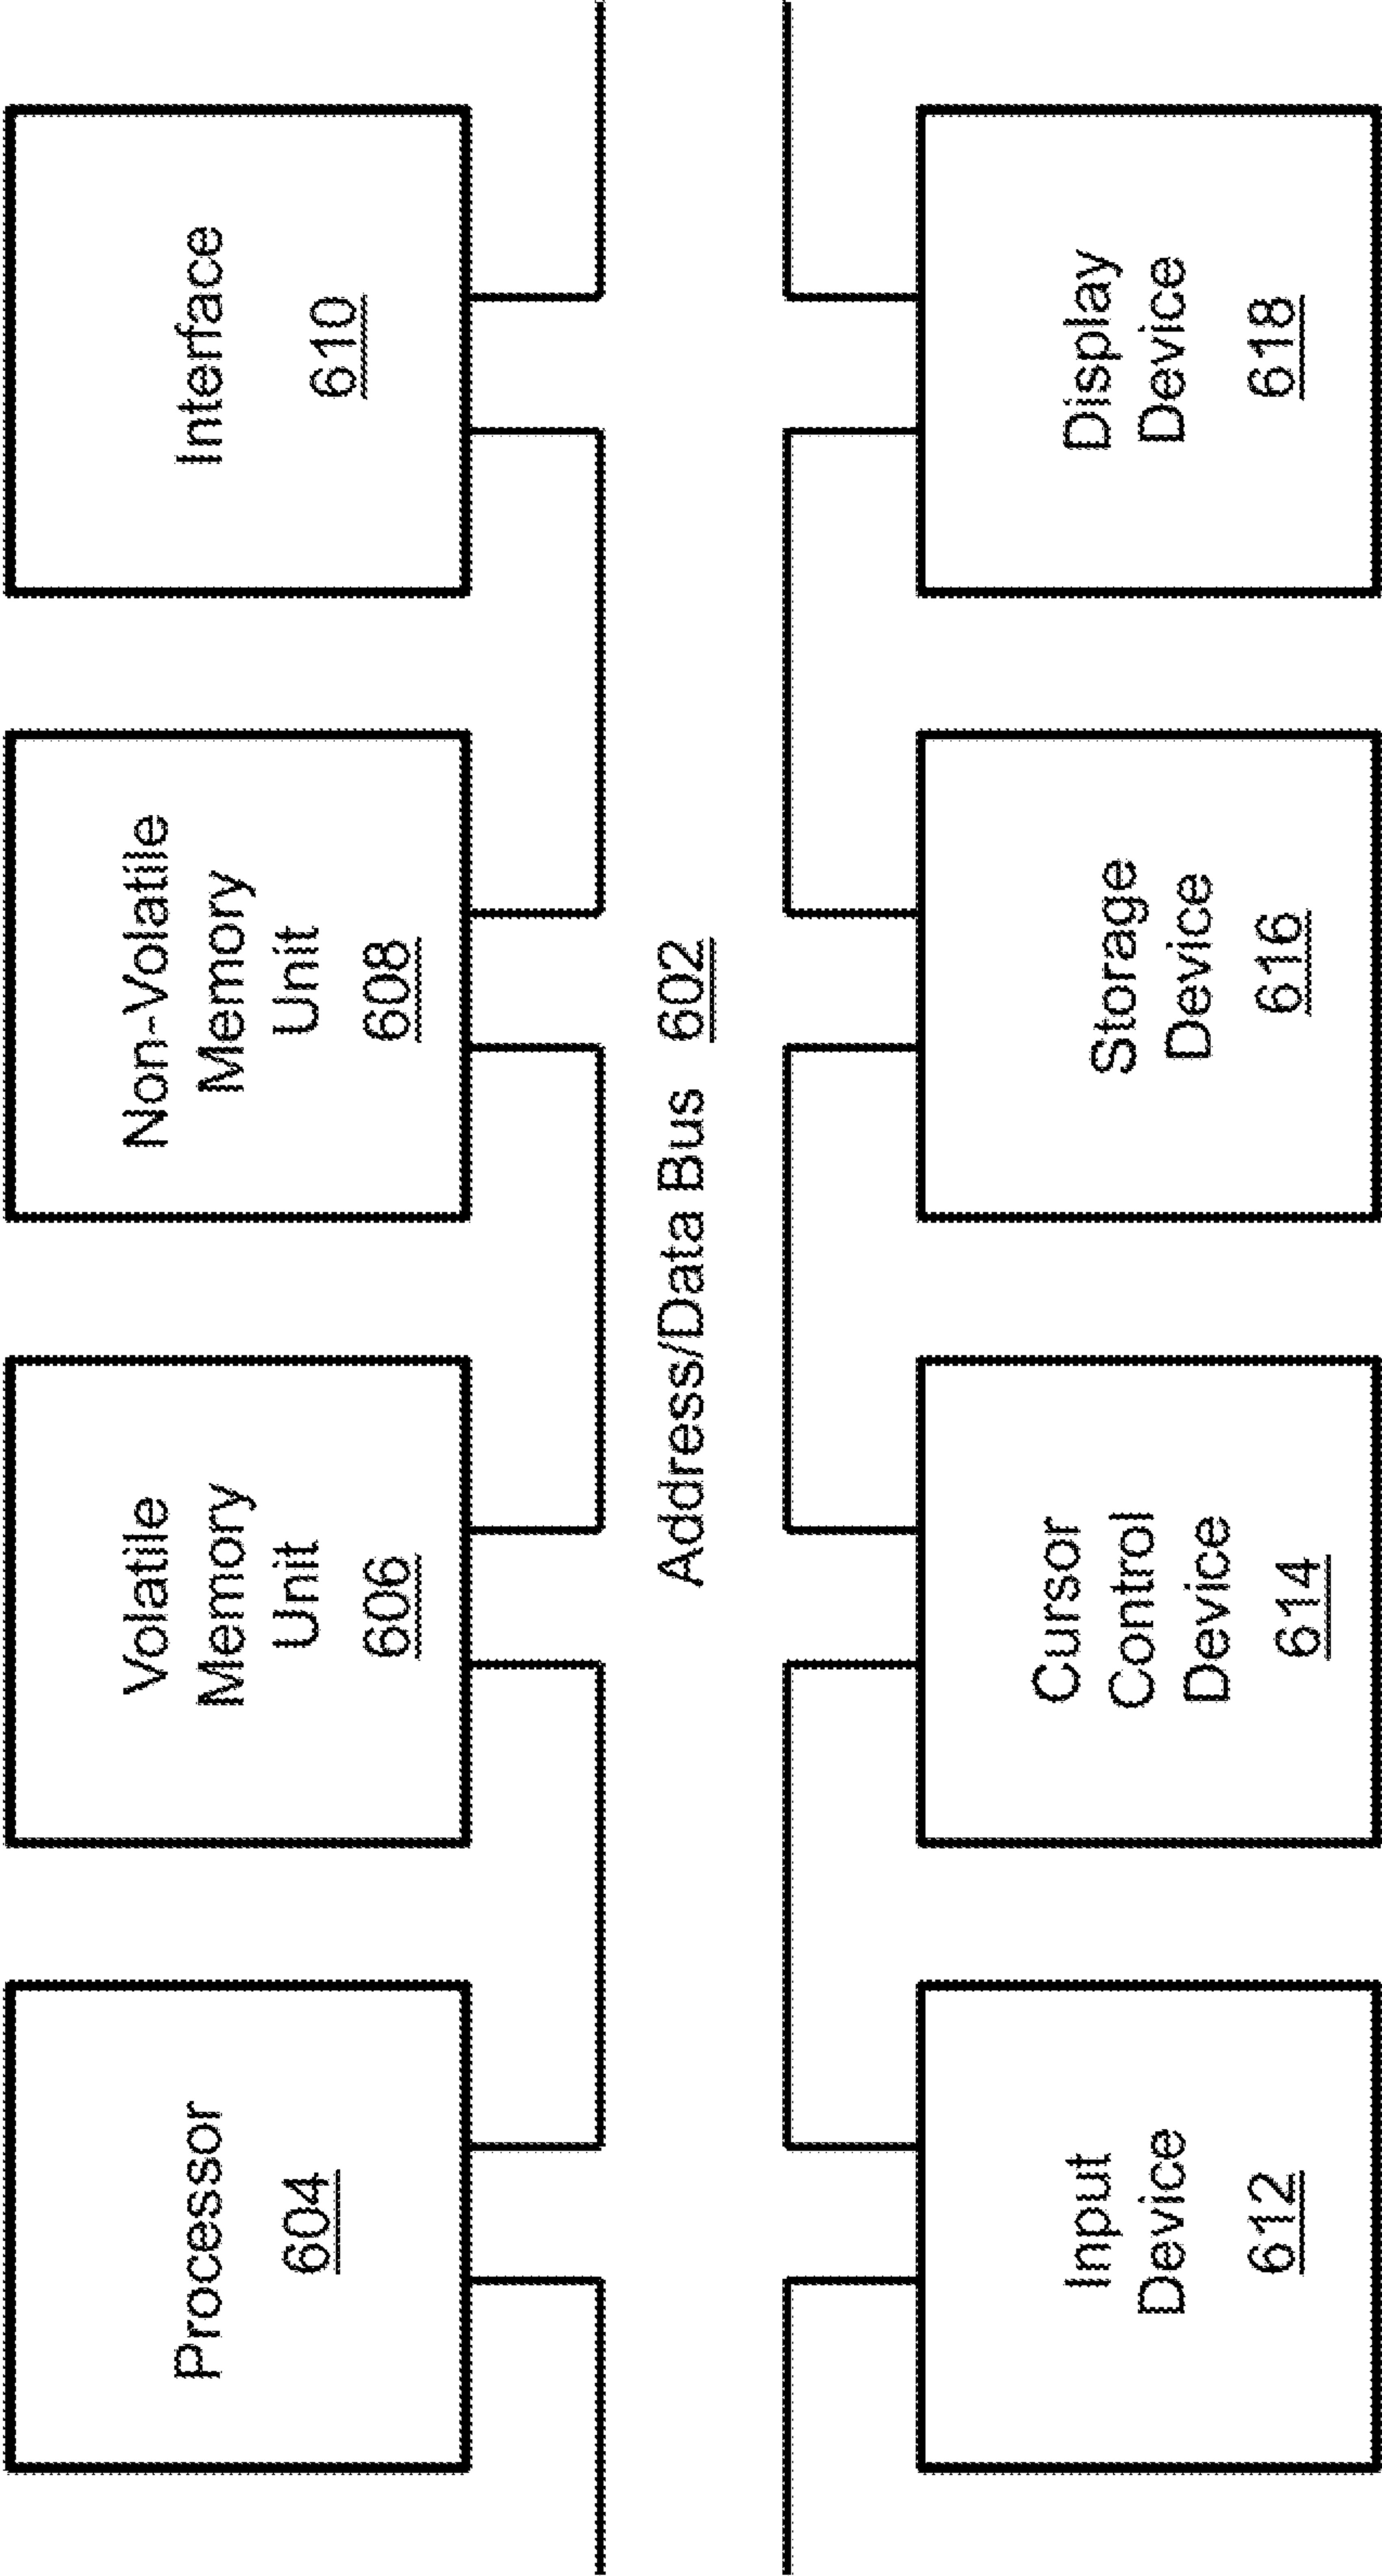 Processor
604
Volatile
Memory
Unit
606
Non-Volatile
Memory
Unit
608
Interface
610
Address/Data Bus 602
Input
Device
612
Cursor
Control
Device
614
Storage
Device
616
Display
Device
618